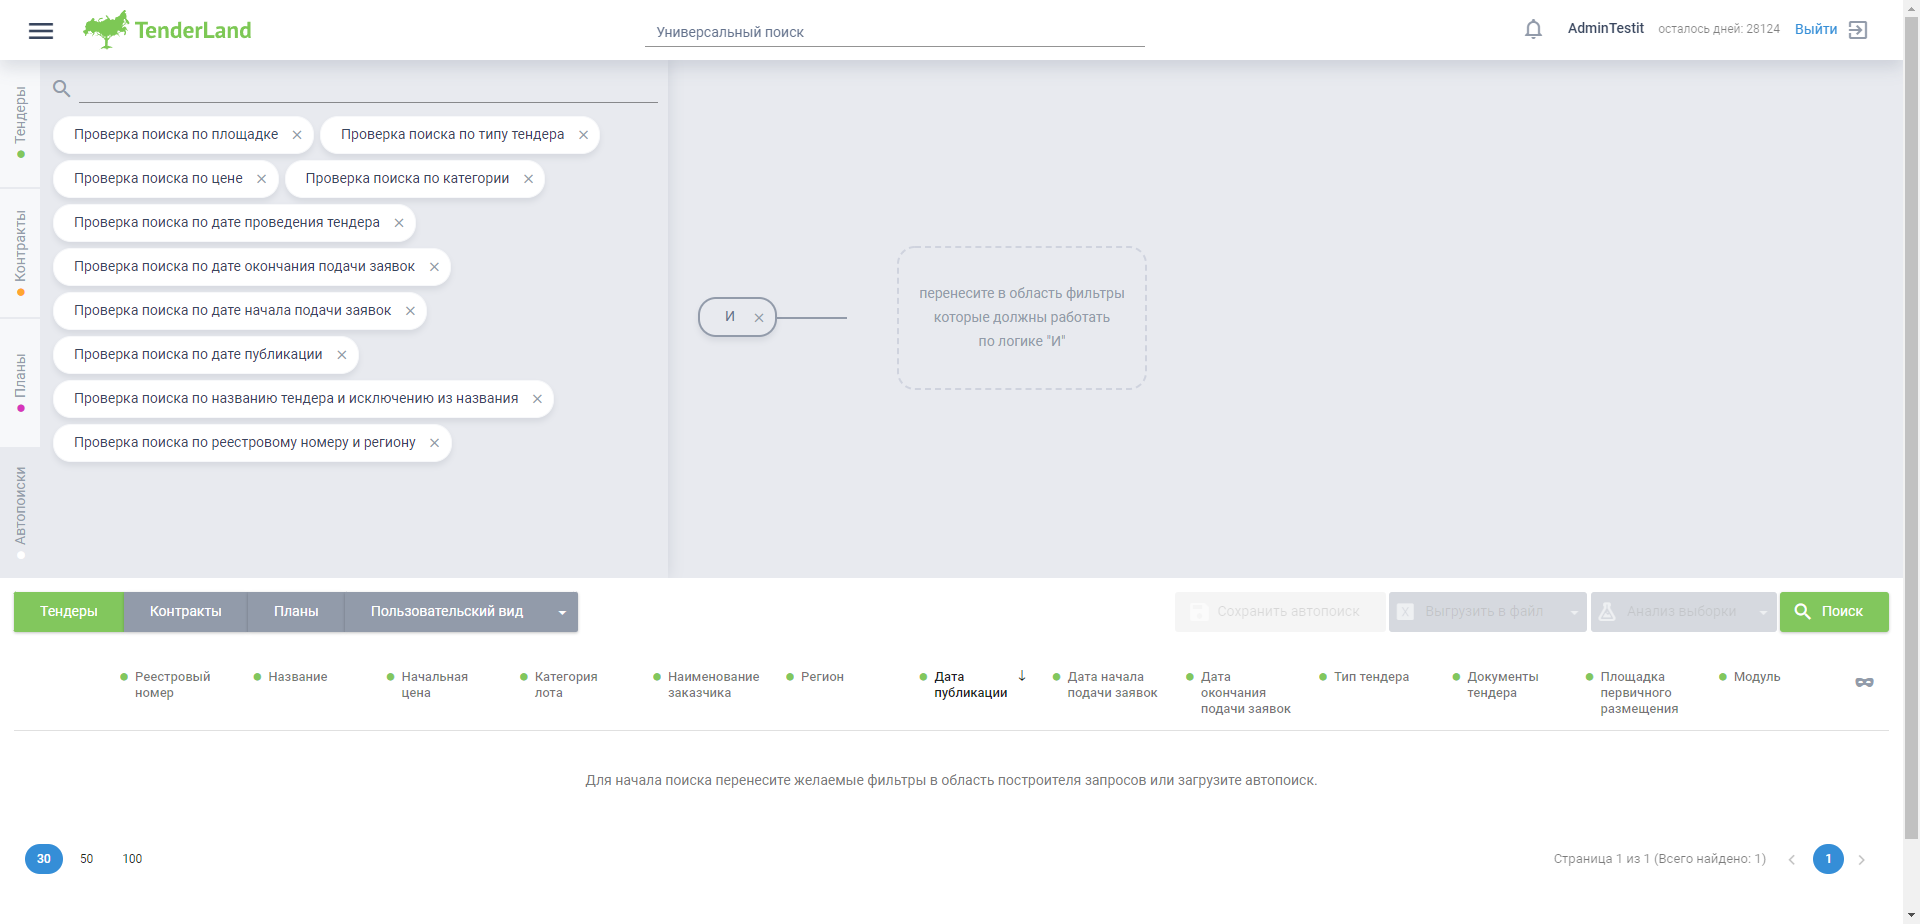 TenderLand
Универсальный поиск
AdminTestit
осталось дней: 28124
Выйти
Тендеры
Контракты
Планы
Автопоиски
Проверка поиска по площадке
Проверка поиска по типу тендера
Проверка поиска по цене
Проверка поиска по категории
Проверка поиска по дате проведения тендера
Проверка поиска по дате окончания подачи заявок
Проверка поиска по дате начала подачи заявок
Проверка поиска по дате публикации
Проверка поиска по названию тендера и исключению из названия
Проверка поиска по реестровому номеру и региону
И
перенесите в область фильтры
которые должны работать
по логике "И"
Тендеры
Контракты
Планы
Пользовательский вид
Сохранить автопоиск
Выгрузить в файл
Анализ выборки
Поиск
Реестровый
номер
Название
Начальная
цена
Категория
лота
Наименование
заказчика
Регион
Дата
публикации
Дата начала
подачи заявок
Дата
окончания
подачи заявок
Тип тендера
Документы
тендера
Площадка
первичного
размещения
Модуль
Для начала поиска перенесите желаемые фильтры в область построителя запросов или загрузите автопоиск.
30
50
100
Страница 1 из 1 (Всего найдено: 1)
1